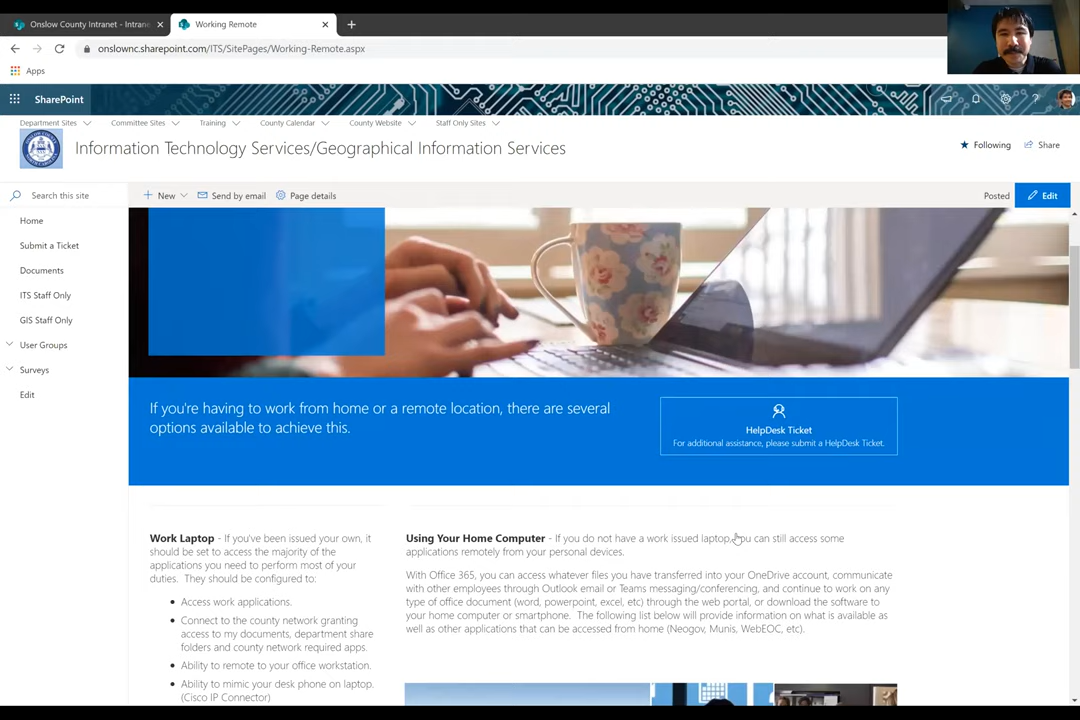 Onslow County Intranet - Intrane
Working Remote
onslownc.sharepoint.com/ITS/SitePages/Working-Remote.aspx
Apps
SharePoint
Department Sites
Committee Sites
Training
County Calendar
County Website
Staff Only Sites
Information Technology Services/Geographical Information Services
Following
Share
Search this site
New
Send by email
Page details
Posted
Edit
Home
Submit a Ticket
Documents
ITS Staff Only
GIS Staff Only
User Groups
Surveys
Edit
If you're having to work from home or a remote location, there are several
options available to achieve this.
HelpDesk Ticket
For additional assistance, please submit a HelpDesk Ticket.
Work Laptop - If you've been issued your own, it
should be set to access the majority of the
applications you need to perform most of your
duties. They should be configured to:
Access work applications.
Connect to the county network granting
access to my documents, department share
folders and county network required apps.
Ability to remote to your office workstation.
Ability to mimic your desk phone on laptop.
(Cisco IP Connector)
Using Your Home Computer - If you do not have a work issued laptop, you can still access some
applications remotely from your personal devices.
With Office 365, you can access whatever files you have transferred into your OneDrive account, communicate
with other employees through Outlook email or Teams messaging/conferencing, and continue to work on any
type of office document (word, powerpoint, excel, etc) through the web portal, or download the software to
your home computer or smartphone. The following list below will provide information on what is available as
well as other applications that can be accessed from home (Neogov, Munis, WebEOC, etc).